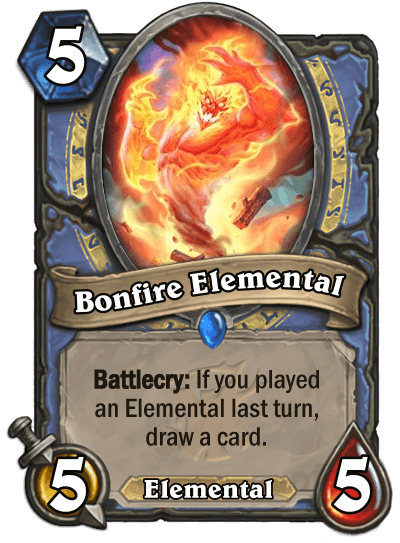 5
Bonfire Elemental
Battlecry: If you played
an Elemental last turn,
draw a card.
5
Elemental
5